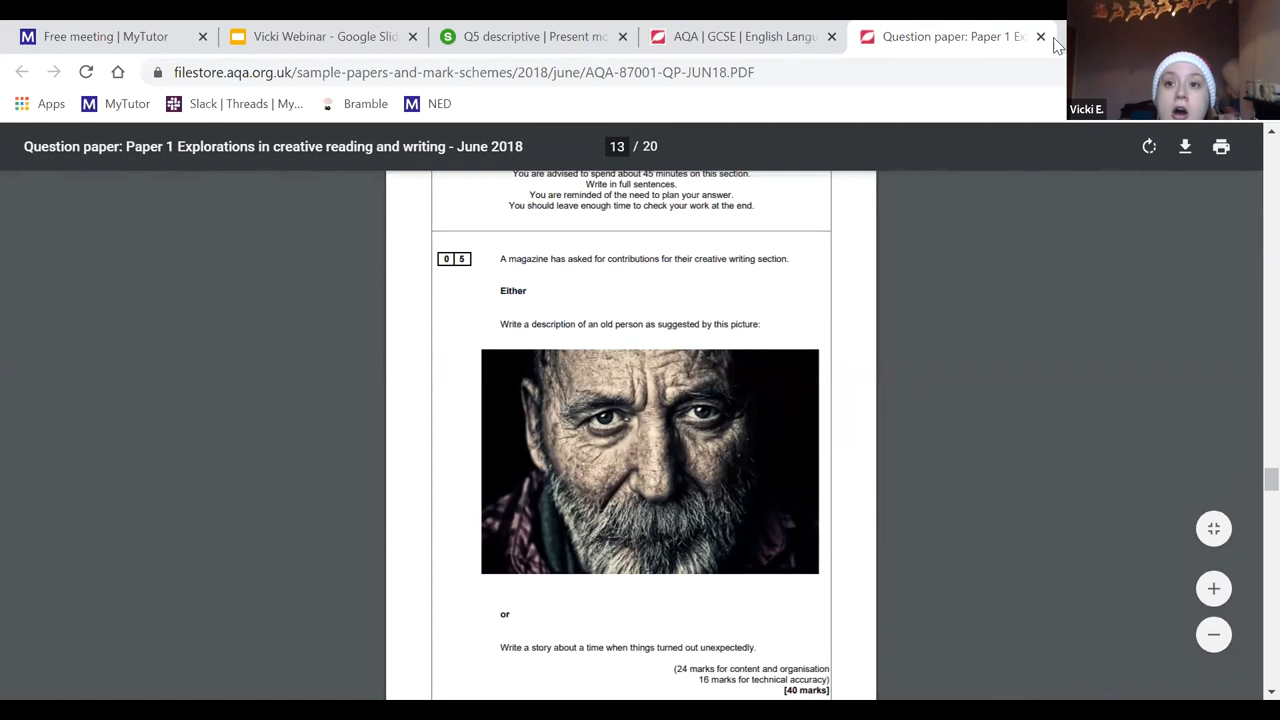 Free meeting | MyTutor
Vicki Webinar - Google Slid
Q5 descriptive | Present mo
AQA | GCSE | English Langu
Question paper: Paper 1 Ex
filestore.aqa.org.uk/sample-papers-and-mark-schemes/2018/june/AQA-87001-QP-JUN18.PDF
Vicki E.
Apps
MyTutor
Slack | Threads | My...
Bramble
NED
Question paper: Paper 1 Explorations in creative reading and writing - June 2018
13 / 20
You are advised to spend about 45 minutes on this section.
Write in full sentences.
You are reminded of the need to plan your answer.
You should leave enough time to check your work at the end.
0 5 A magazine has asked for contributions for their creative writing section.
Either
Write a description of an old person as suggested by this picture:
or
Write a story about a time when things turned out unexpectedly.
(24 marks for content and organisation
16 marks for technical accuracy)
[40 marks]